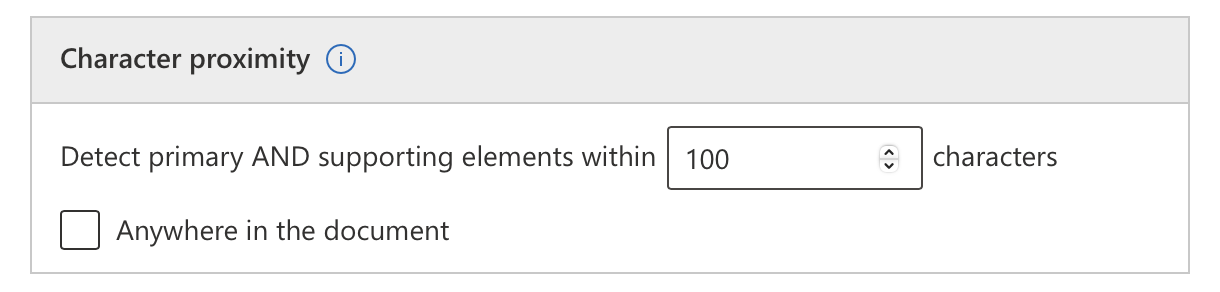 Character proximity
Detect primary AND supporting elements within 100 characters
Anywhere in the document